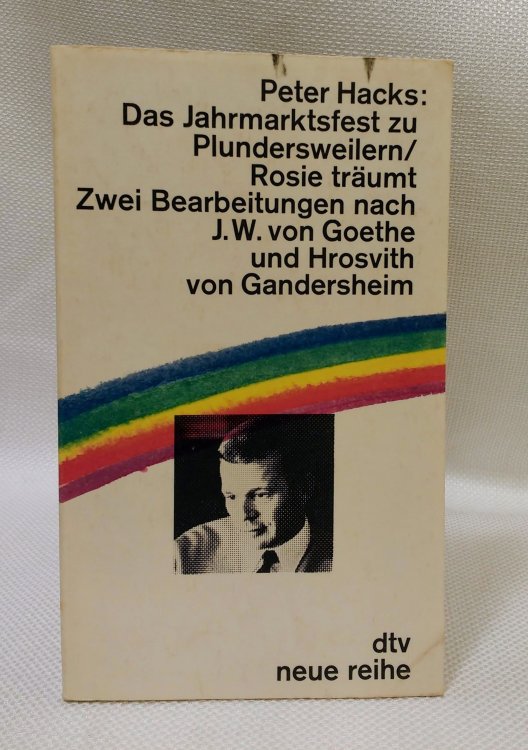 Peter Hacks:
Das Jahrmarktsfest zu
Plundersweilern/
Rosie träumt
Zwei Bearbeitungen nach
J.W. von Goethe
und Hrosvith
von Gandersheim
dtv
neue reihe